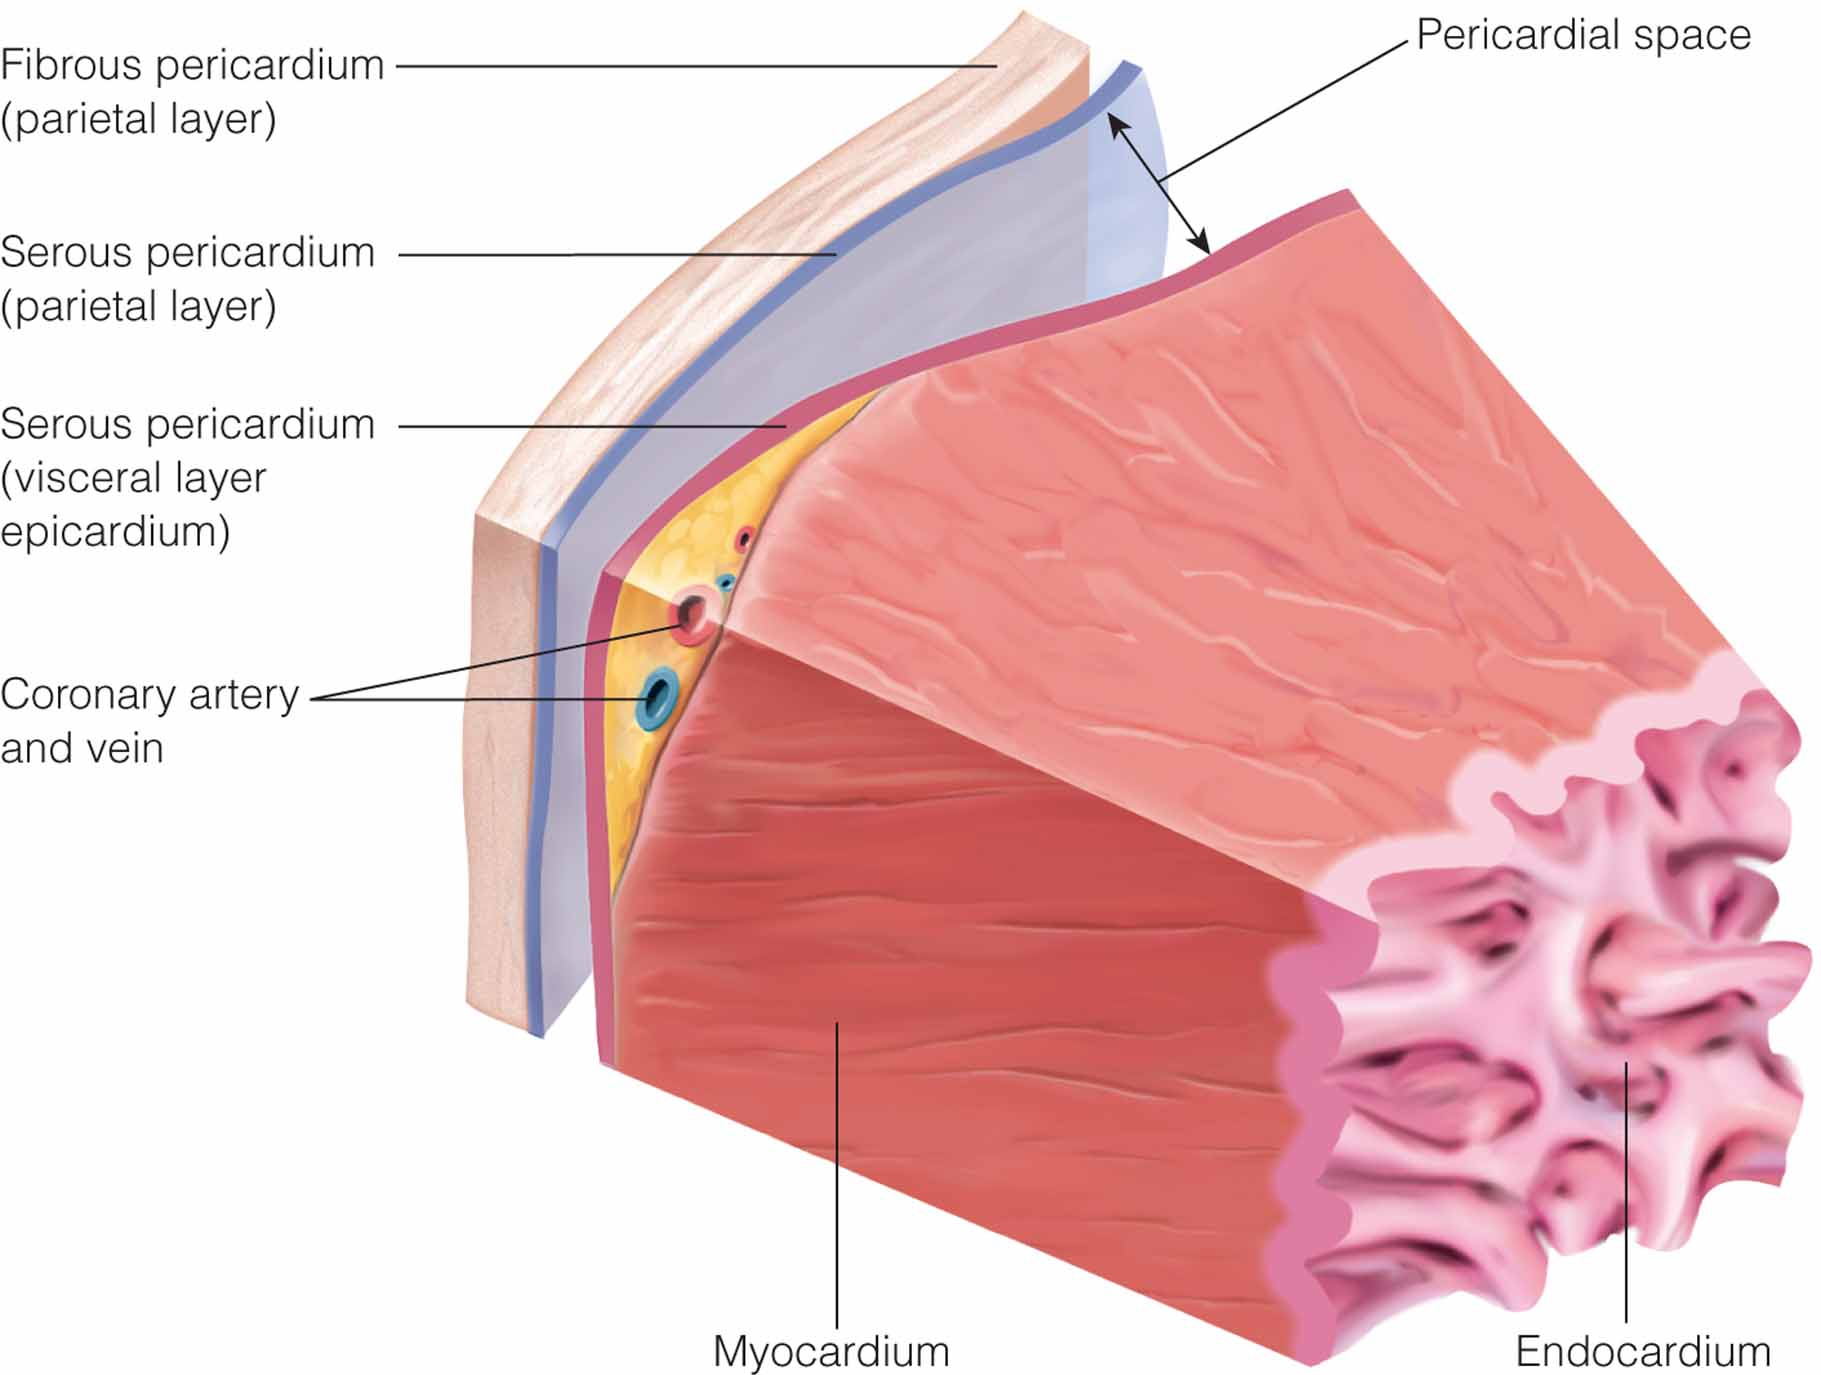 Pericardial space
Fibrous pericardium
(parietal layer)
Serous pericardium
(parietal layer)
Serous pericardium
(visceral layer
epicardium)
Coronary artery
and vein
Myocardium
Endocardium